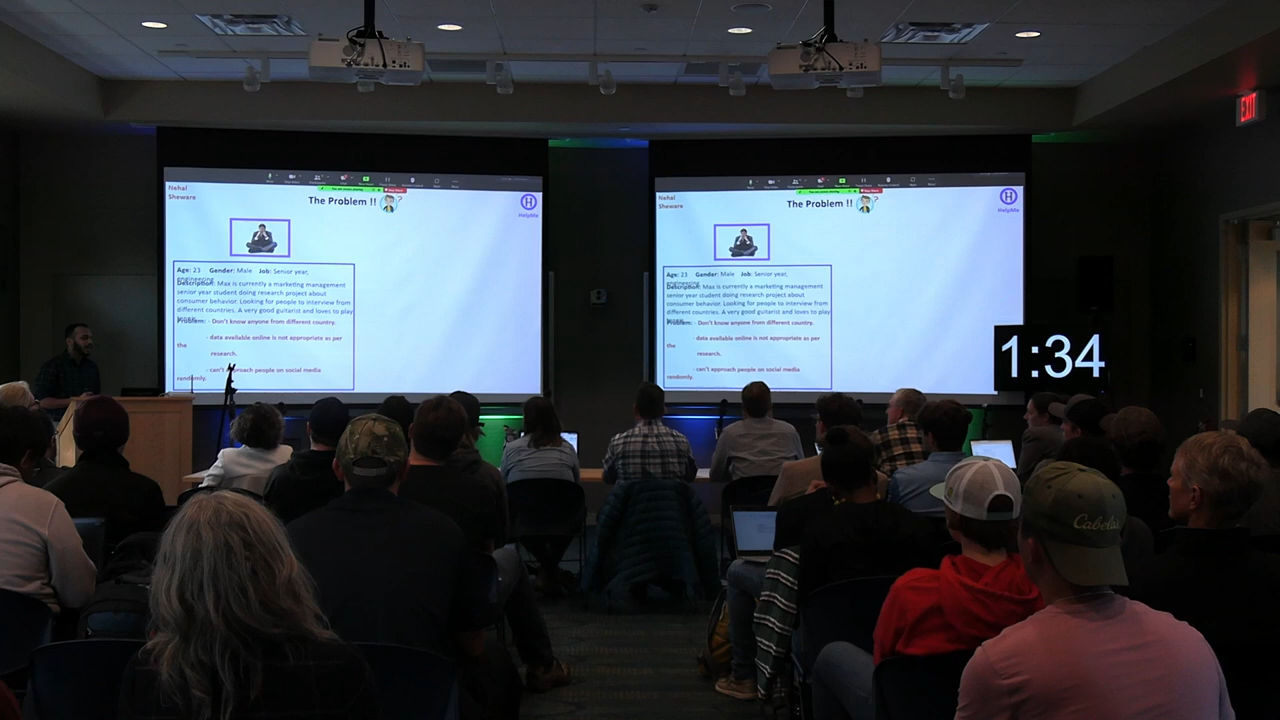 EXIT
Nehal
Sheware
The Problem !!
?
H
HelpMe
Age: 23 Gender: Male Job: Senior year,
engineering
Description: Max is currently a marketing management
senior year student doing research project about
consumer behavior. Looking for people to interview from
different countries. A very good guitarist and loves to play
Problem: - Don't know anyone from different country.
- data available online is not appropriate as per
the
research.
- can't approach people on social media
randomly.
Nehal
Sheware
The Problem !!
?
H
HelpMe
Age: 23 Gender: Male Job: Senior year,
engineering
Description: Max is currently a marketing management
senior year student doing research project about
consumer behavior. Looking for people to interview from
different countries. A very good guitarist and loves to play
Problem: - Don't know anyone from different country.
- data available online is not appropriate as per
the
research.
- can't approach people on social media
randomly.
1:34
Cabela's